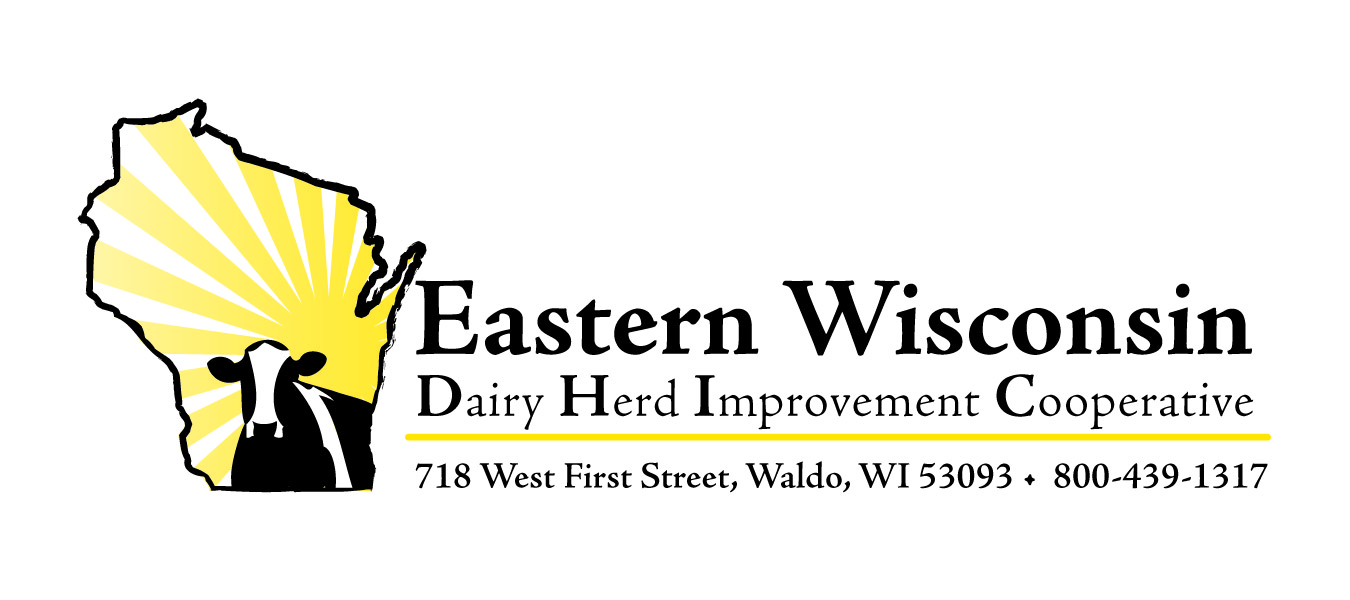 Eastern Wisconsin
Dairy Herd Improvement Cooperative
718 West First Street, Waldo, WI 53093 • 800-439-1317